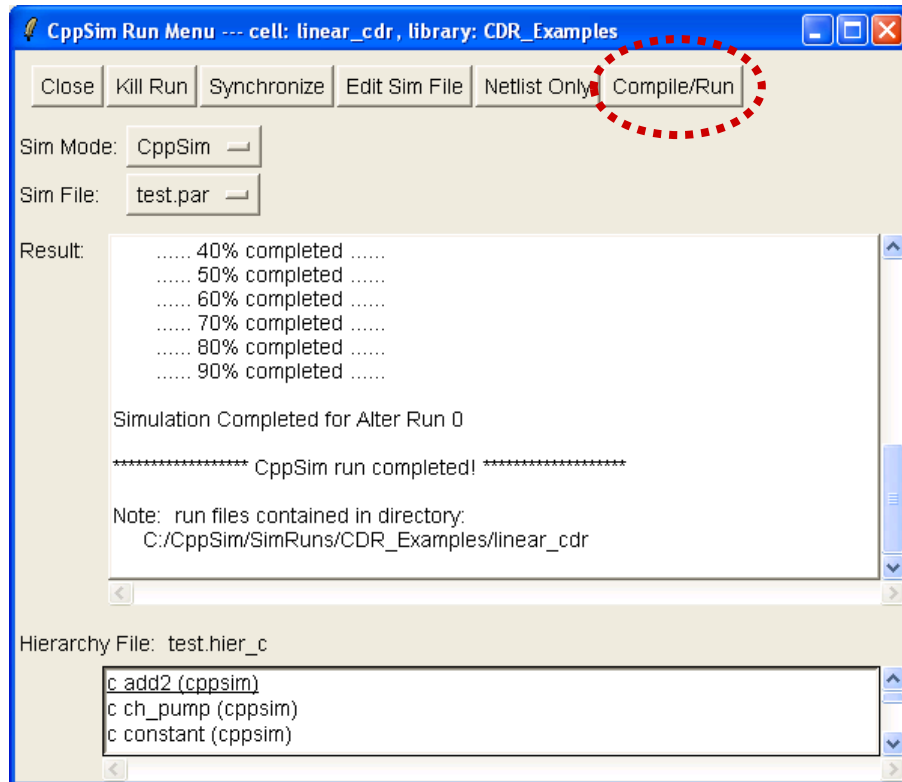 CppSim Run Menu --- cell: linear_cdr, library: CDR_Examples
Close Kill Run Synchronize Edit Sim File Netlist Only Compile/Run
Sim Mode: CppSim
Sim File: test.par
Result:
...... 40% completed ......
...... 50% completed ......
...... 60% completed ......
...... 70% completed ......
...... 80% completed ......
...... 90% completed ......
Simulation Completed for Alter Run 0
****************** CppSim run completed! *******************
Note: run files contained in directory:
C:/CppSim/SimRuns/CDR_Examples/linear_cdr
Hierarchy File: test.hier_c
c add2 (cppsim)
c ch_pump (cppsim)
c constant (cppsim)